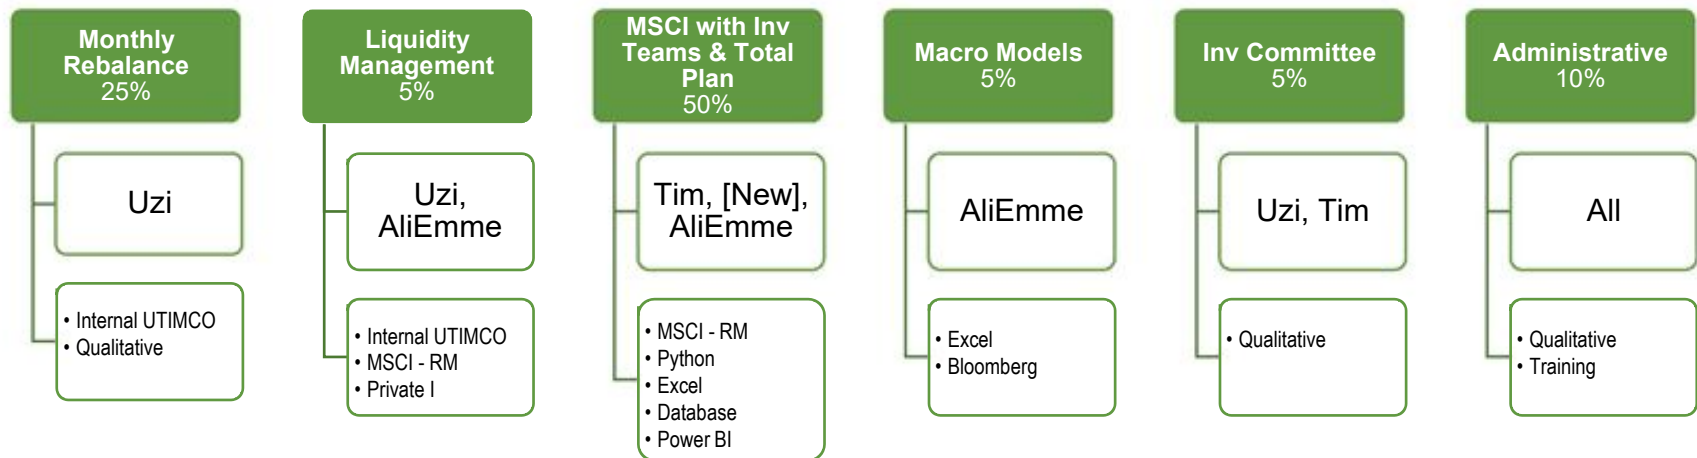 Monthly
Rebalance
25%
Uzi
• Internal UTIMCO
• Qualitative
Liquidity
Management
5%
Uzi,
AliEmme
• Internal UTIMCO
• MSCI - RM
• Private I
MSCI with Inv
Teams & Total
Plan
50%
Tim, [New],
AliEmme
• MSCI - RM
• Python
• Excel
• Database
• Power BI
Macro Models
5%
AliEmme
• Excel
• Bloomberg
Inv Committee
5%
Uzi, Tim
• Qualitative
Administrative
10%
All
• Qualitative
• Training